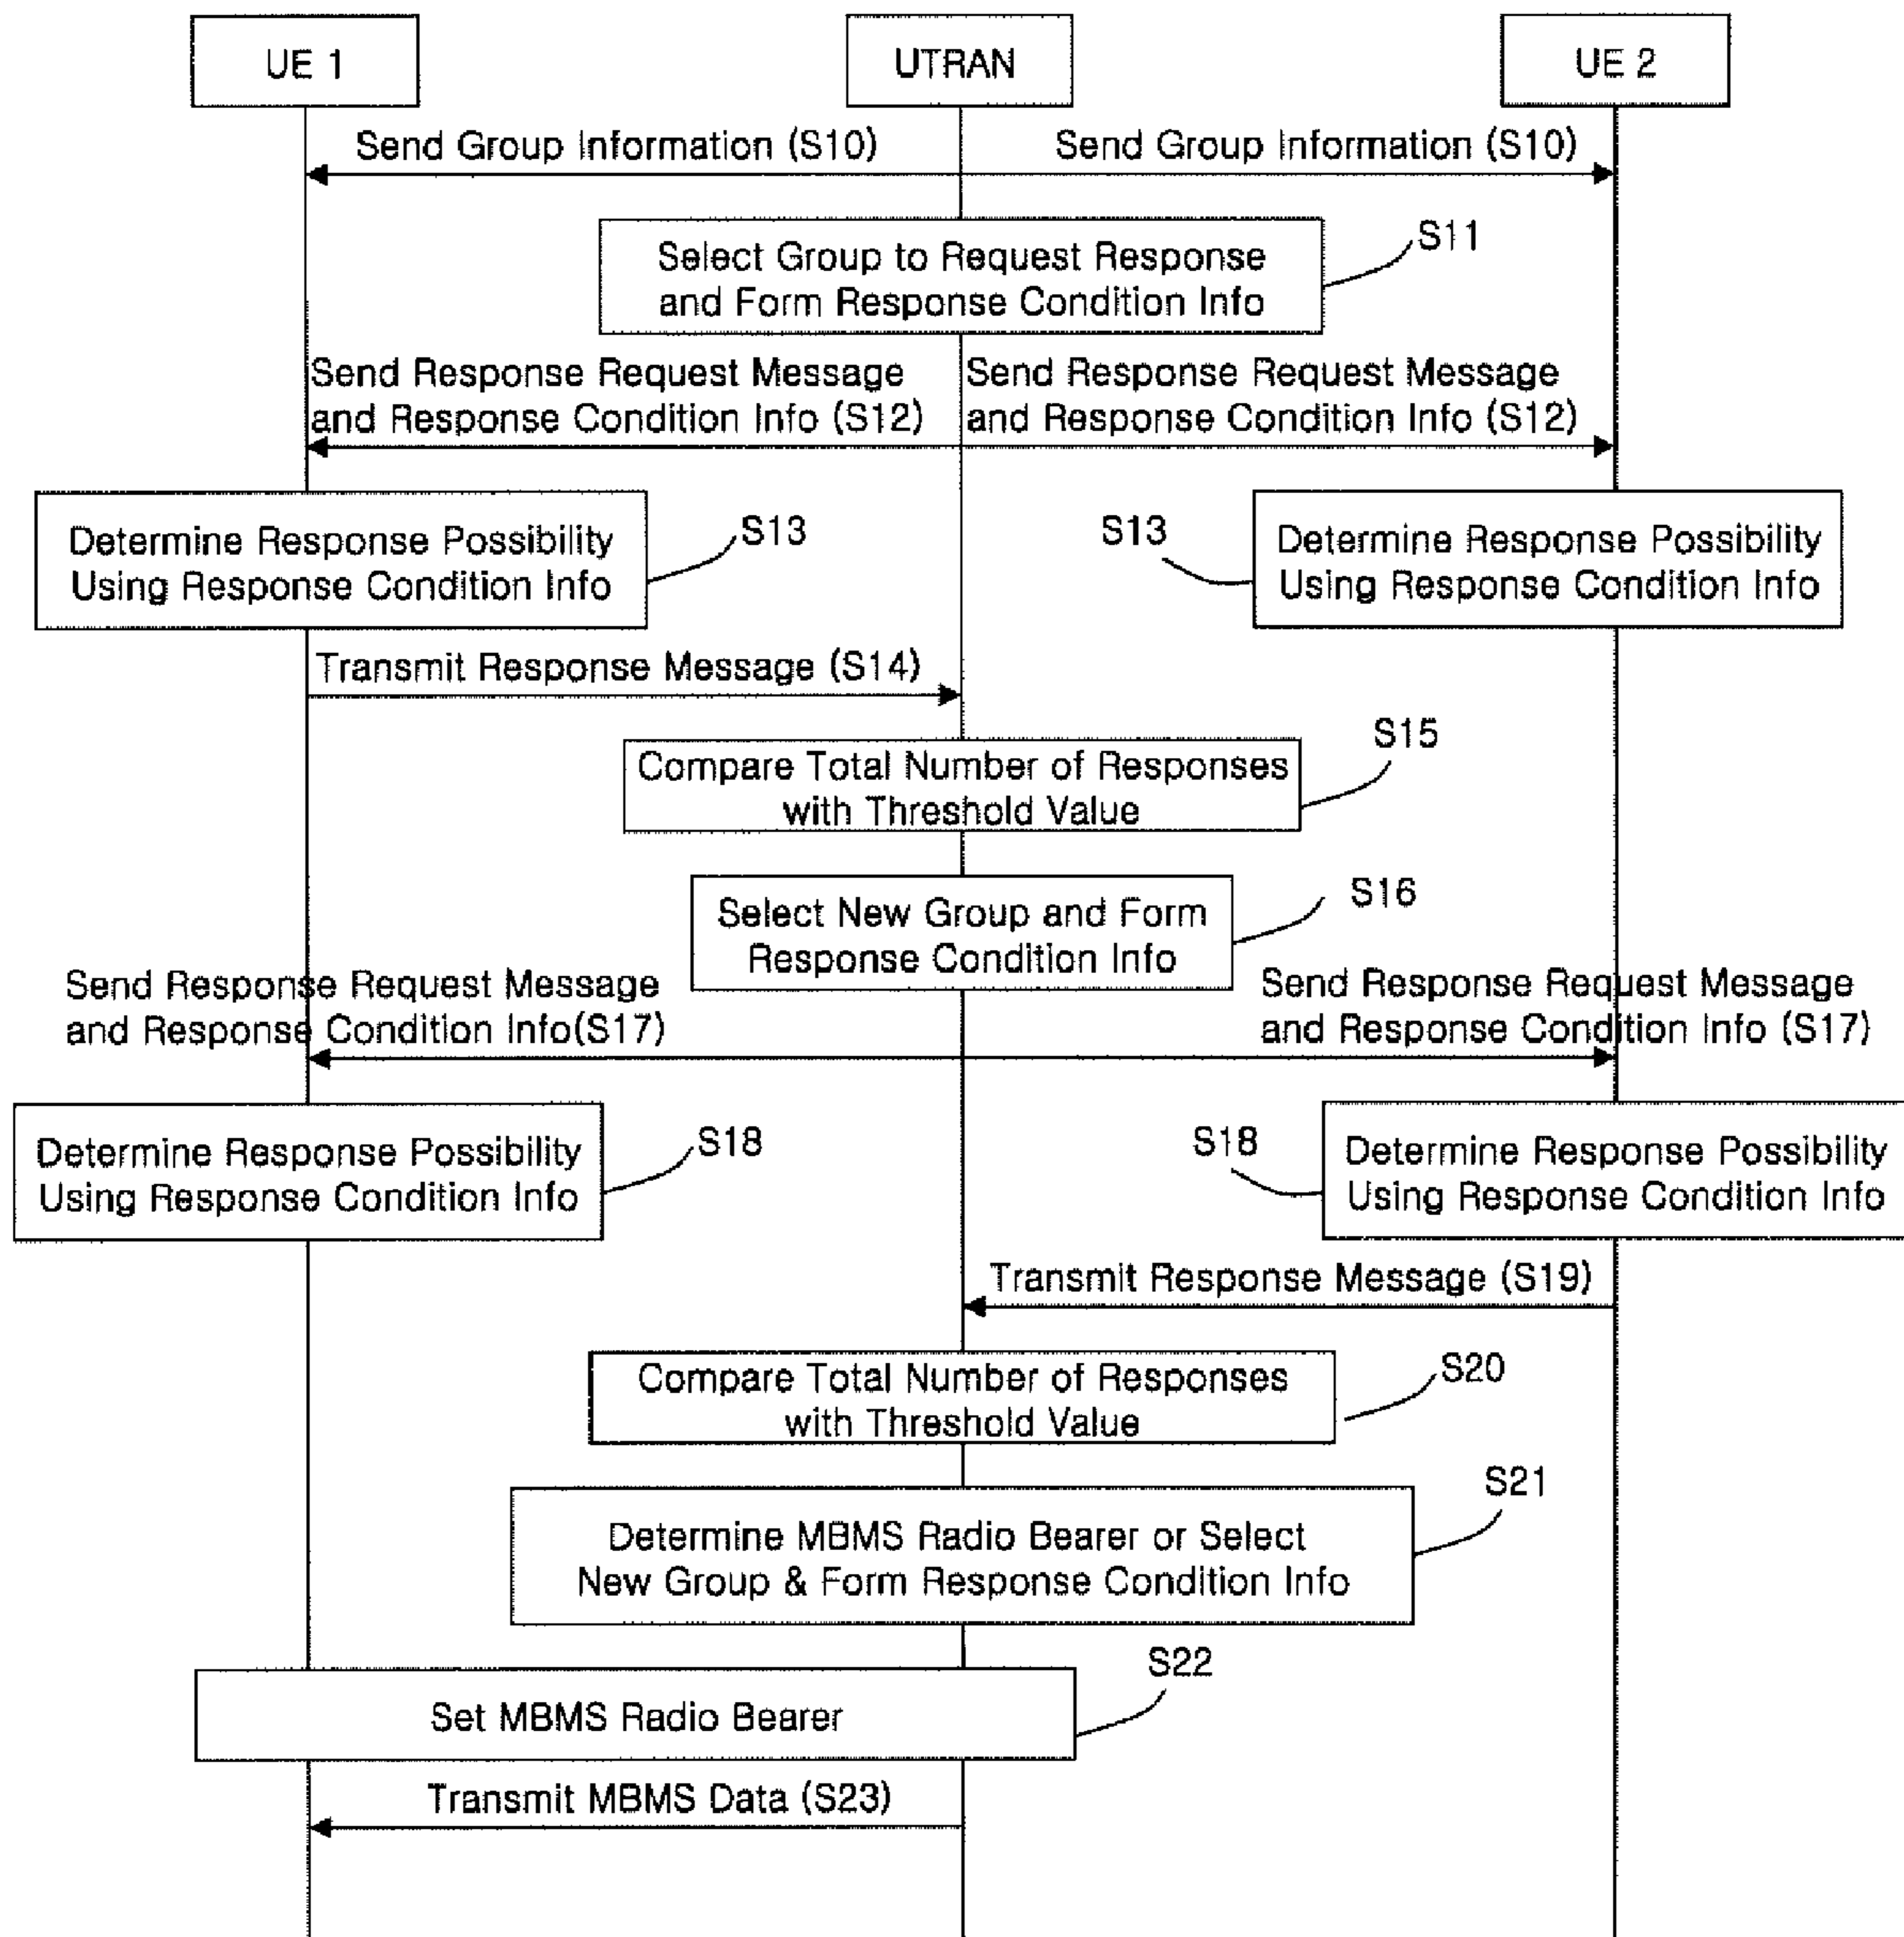 UE 1
UTRAN
UE 2
Send Group Information (S10)
Send Group Information (S10)
Select Group to Request Response
and Form Response Condition Info
S11
Send Response Request Message
and Response Condition Info (S12)
Send Response Request Message
and Response Condition Info (S12)
Determine Response Possibility
Using Response Condition Info
S13
S13
Determine Response Possibility
Using Response Condition Info
Transmit Response Message (S14)
Compare Total Number of Responses
with Threshold Value
S15
Select New Group and Form
Response Condition Info
S16
Send Response Request Message
and Response Condition Info(S17)
Send Response Request Message
and Response Condition Info (S17)
Determine Response Possibility
Using Response Condition Info
S18
S18
Determine Response Possibility
Using Response Condition Info
Transmit Response Message (S19)
Compare Total Number of Responses
with Threshold Value
S20
Determine MBMS Radio Bearer or Select
New Group & Form Response Condition Info
S21
Set MBMS Radio Bearer
S22
Transmit MBMS Data (S23)